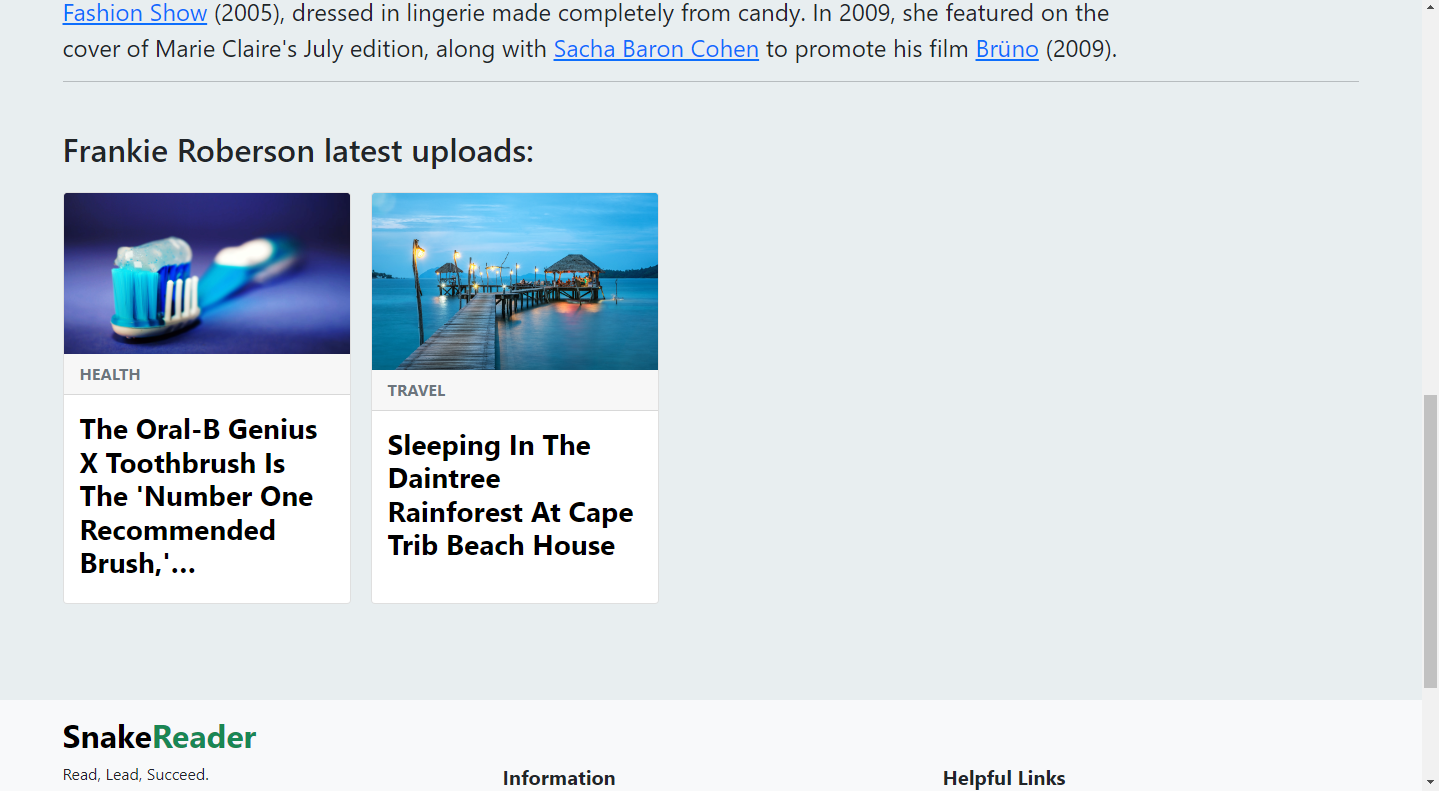 Fashion Show (2005), dressed in lingerie made completely from candy. In 2009, she featured on the
cover of Marie Claire's July edition, along with Sacha Baron Cohen to promote his film Brüno (2009).
Frankie Roberson latest uploads:
HEALTH
The Oral-B Genius
X Toothbrush Is
The 'Number One
Recommended
Brush,'...
TRAVEL
Sleeping In The
Daintree
Rainforest At Cape
Trib Beach House
SnakeReader
Read, Lead, Succeed.
Information
Helpful Links